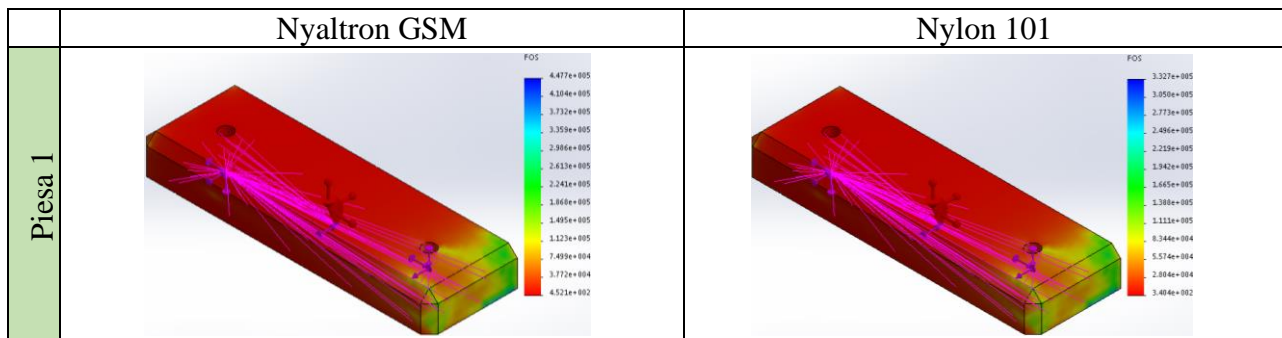 Nyaltron GSM
Nylon 101
Piesa 1
FOS
4.477e+005
4.104e+005
3.732e+005
3.359e+005
2.986e+005
2.613e+005
2.241e+005
1.868e+005
1.495e+005
1.123e+005
7.499e+004
3.772e+004
4.521e+002
FOS
3.327e+005
3.050e+005
2.773e+005
2.496e+005
2.219e+005
1.942e+005
1.665e+005
1.388e+005
1.111e+005
8.344e+004
5.574e+004
2.804e+004
3.404e+002